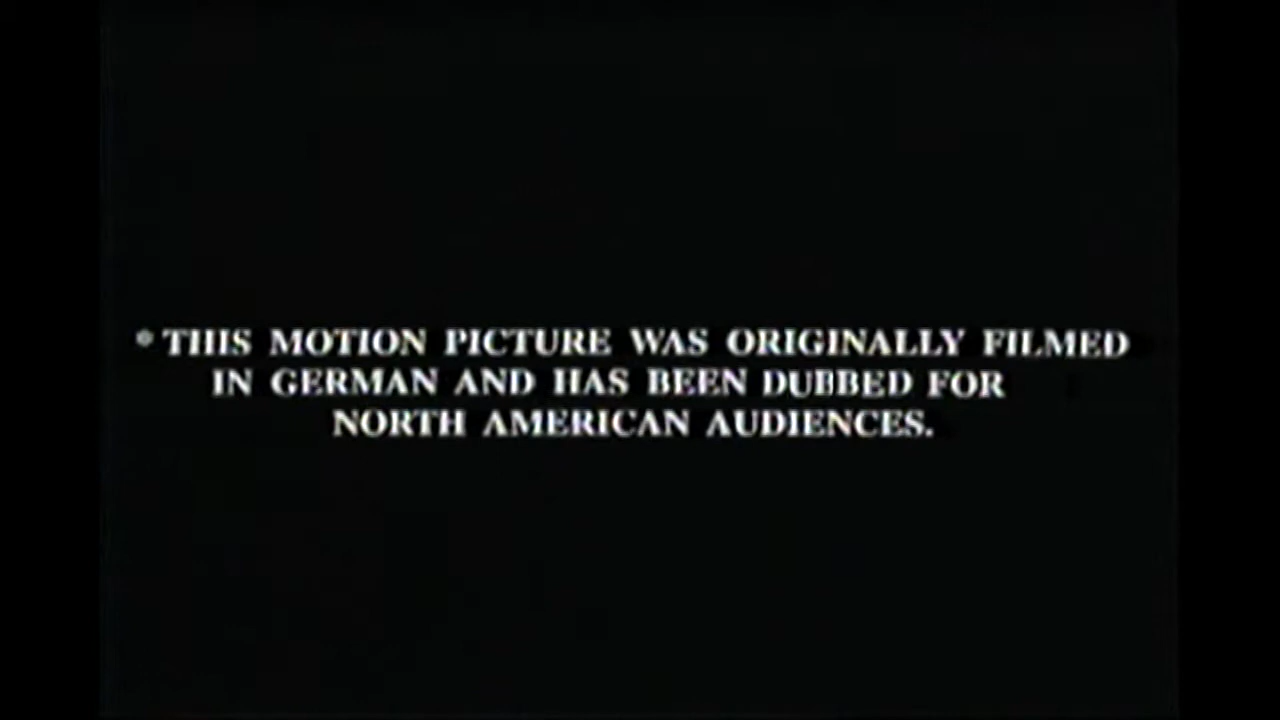 * THIS MOTION PICTURE WAS ORIGINALLY FILMED
IN GERMAN AND HAS BEEN DUBBED FOR
NORTH AMERICAN AUDIENCES.